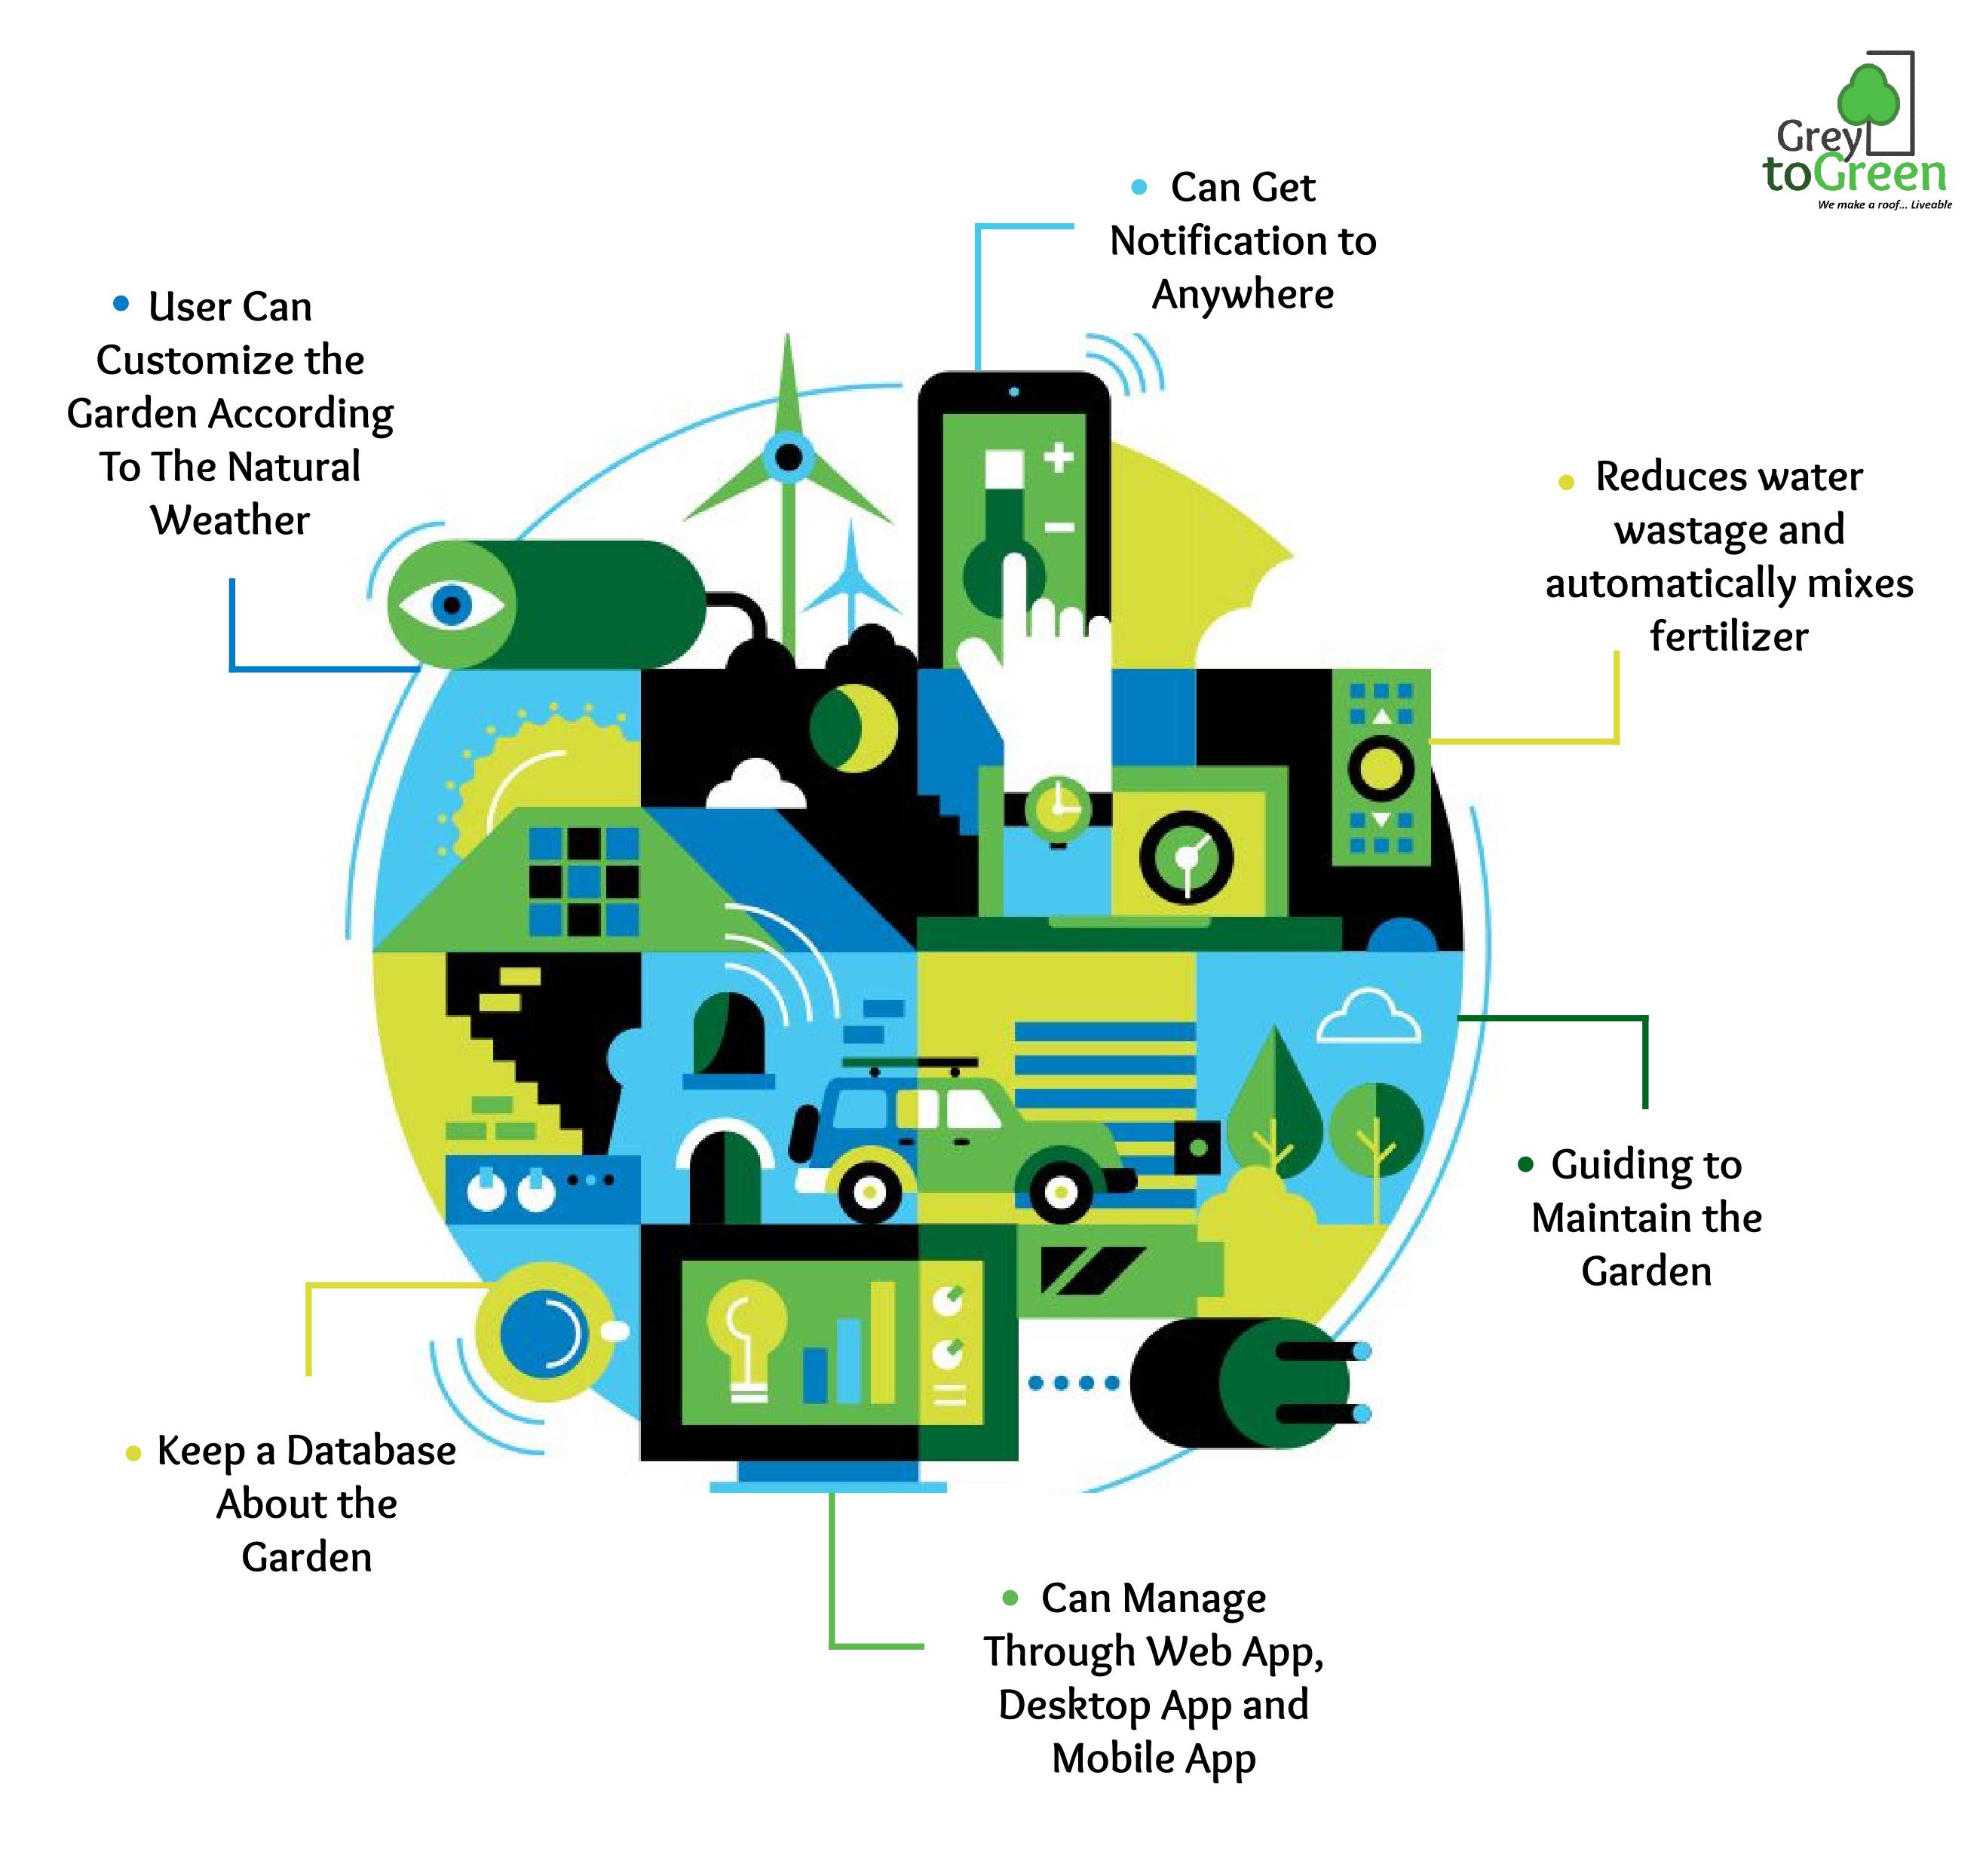 Grey
toGreen
We make a roof... Liveable
• Can Get
Notification to
Anywhere
• User Can
Customize the
Garden According
To The Natural
Weather
• Reduces water
wastage and
automatically mixes
fertilizer
• Guiding to
Maintain the
Garden
• Keep a Database
About the
Garden
• Can Manage
Through Web App,
Desktop App and
Mobile App